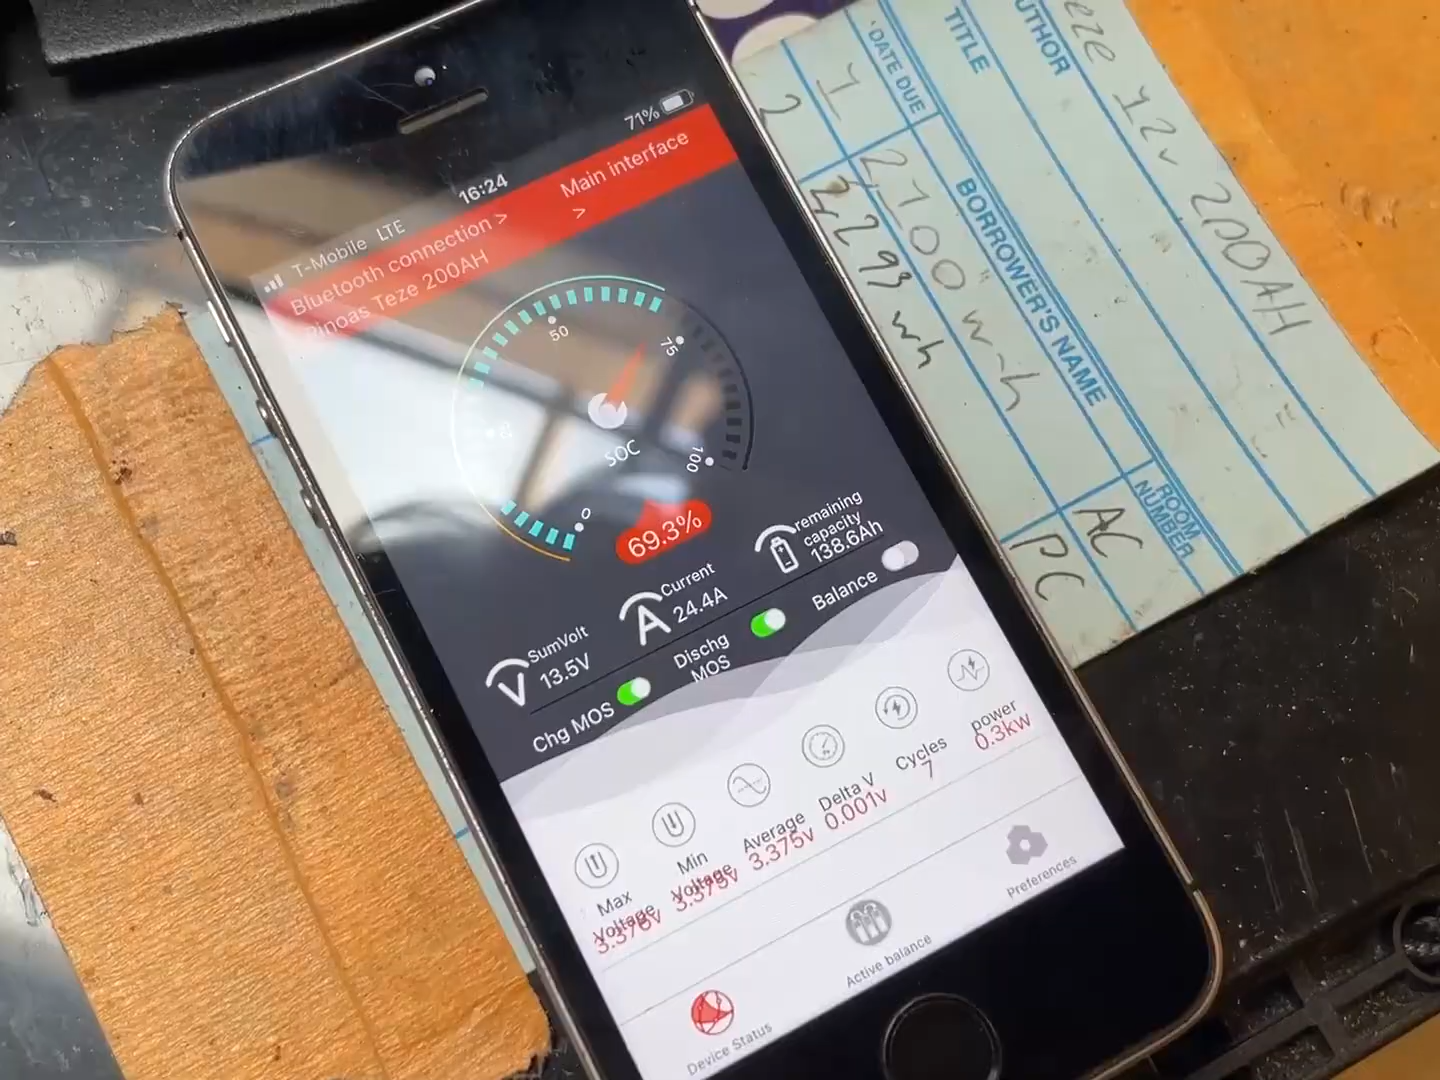 T-Mobile LTE 16:24 71%
Bluetooth connection > Main interface >
Pinoas Teze 200AH
0
50
75
100
SOC
69.3%
SumVolt
13.5V
Current
24.4A
remaining
capacity
138.6Ah
Chg MOS
Dischg
MOS
Balance
Max
Voltage
3.376v
Min
Voltage
3.375v
Average
3.375v
Delta V
0.001v
Cycles
7
power
0.3kw
Device Status
Active balance
Preferences
UTHOR
eze 12v 200AH
TITLE
DATE DUE
BORROWER'S NAME
ROOM
NUMBER
1 2100 w-h AC
2 2293 wh PC